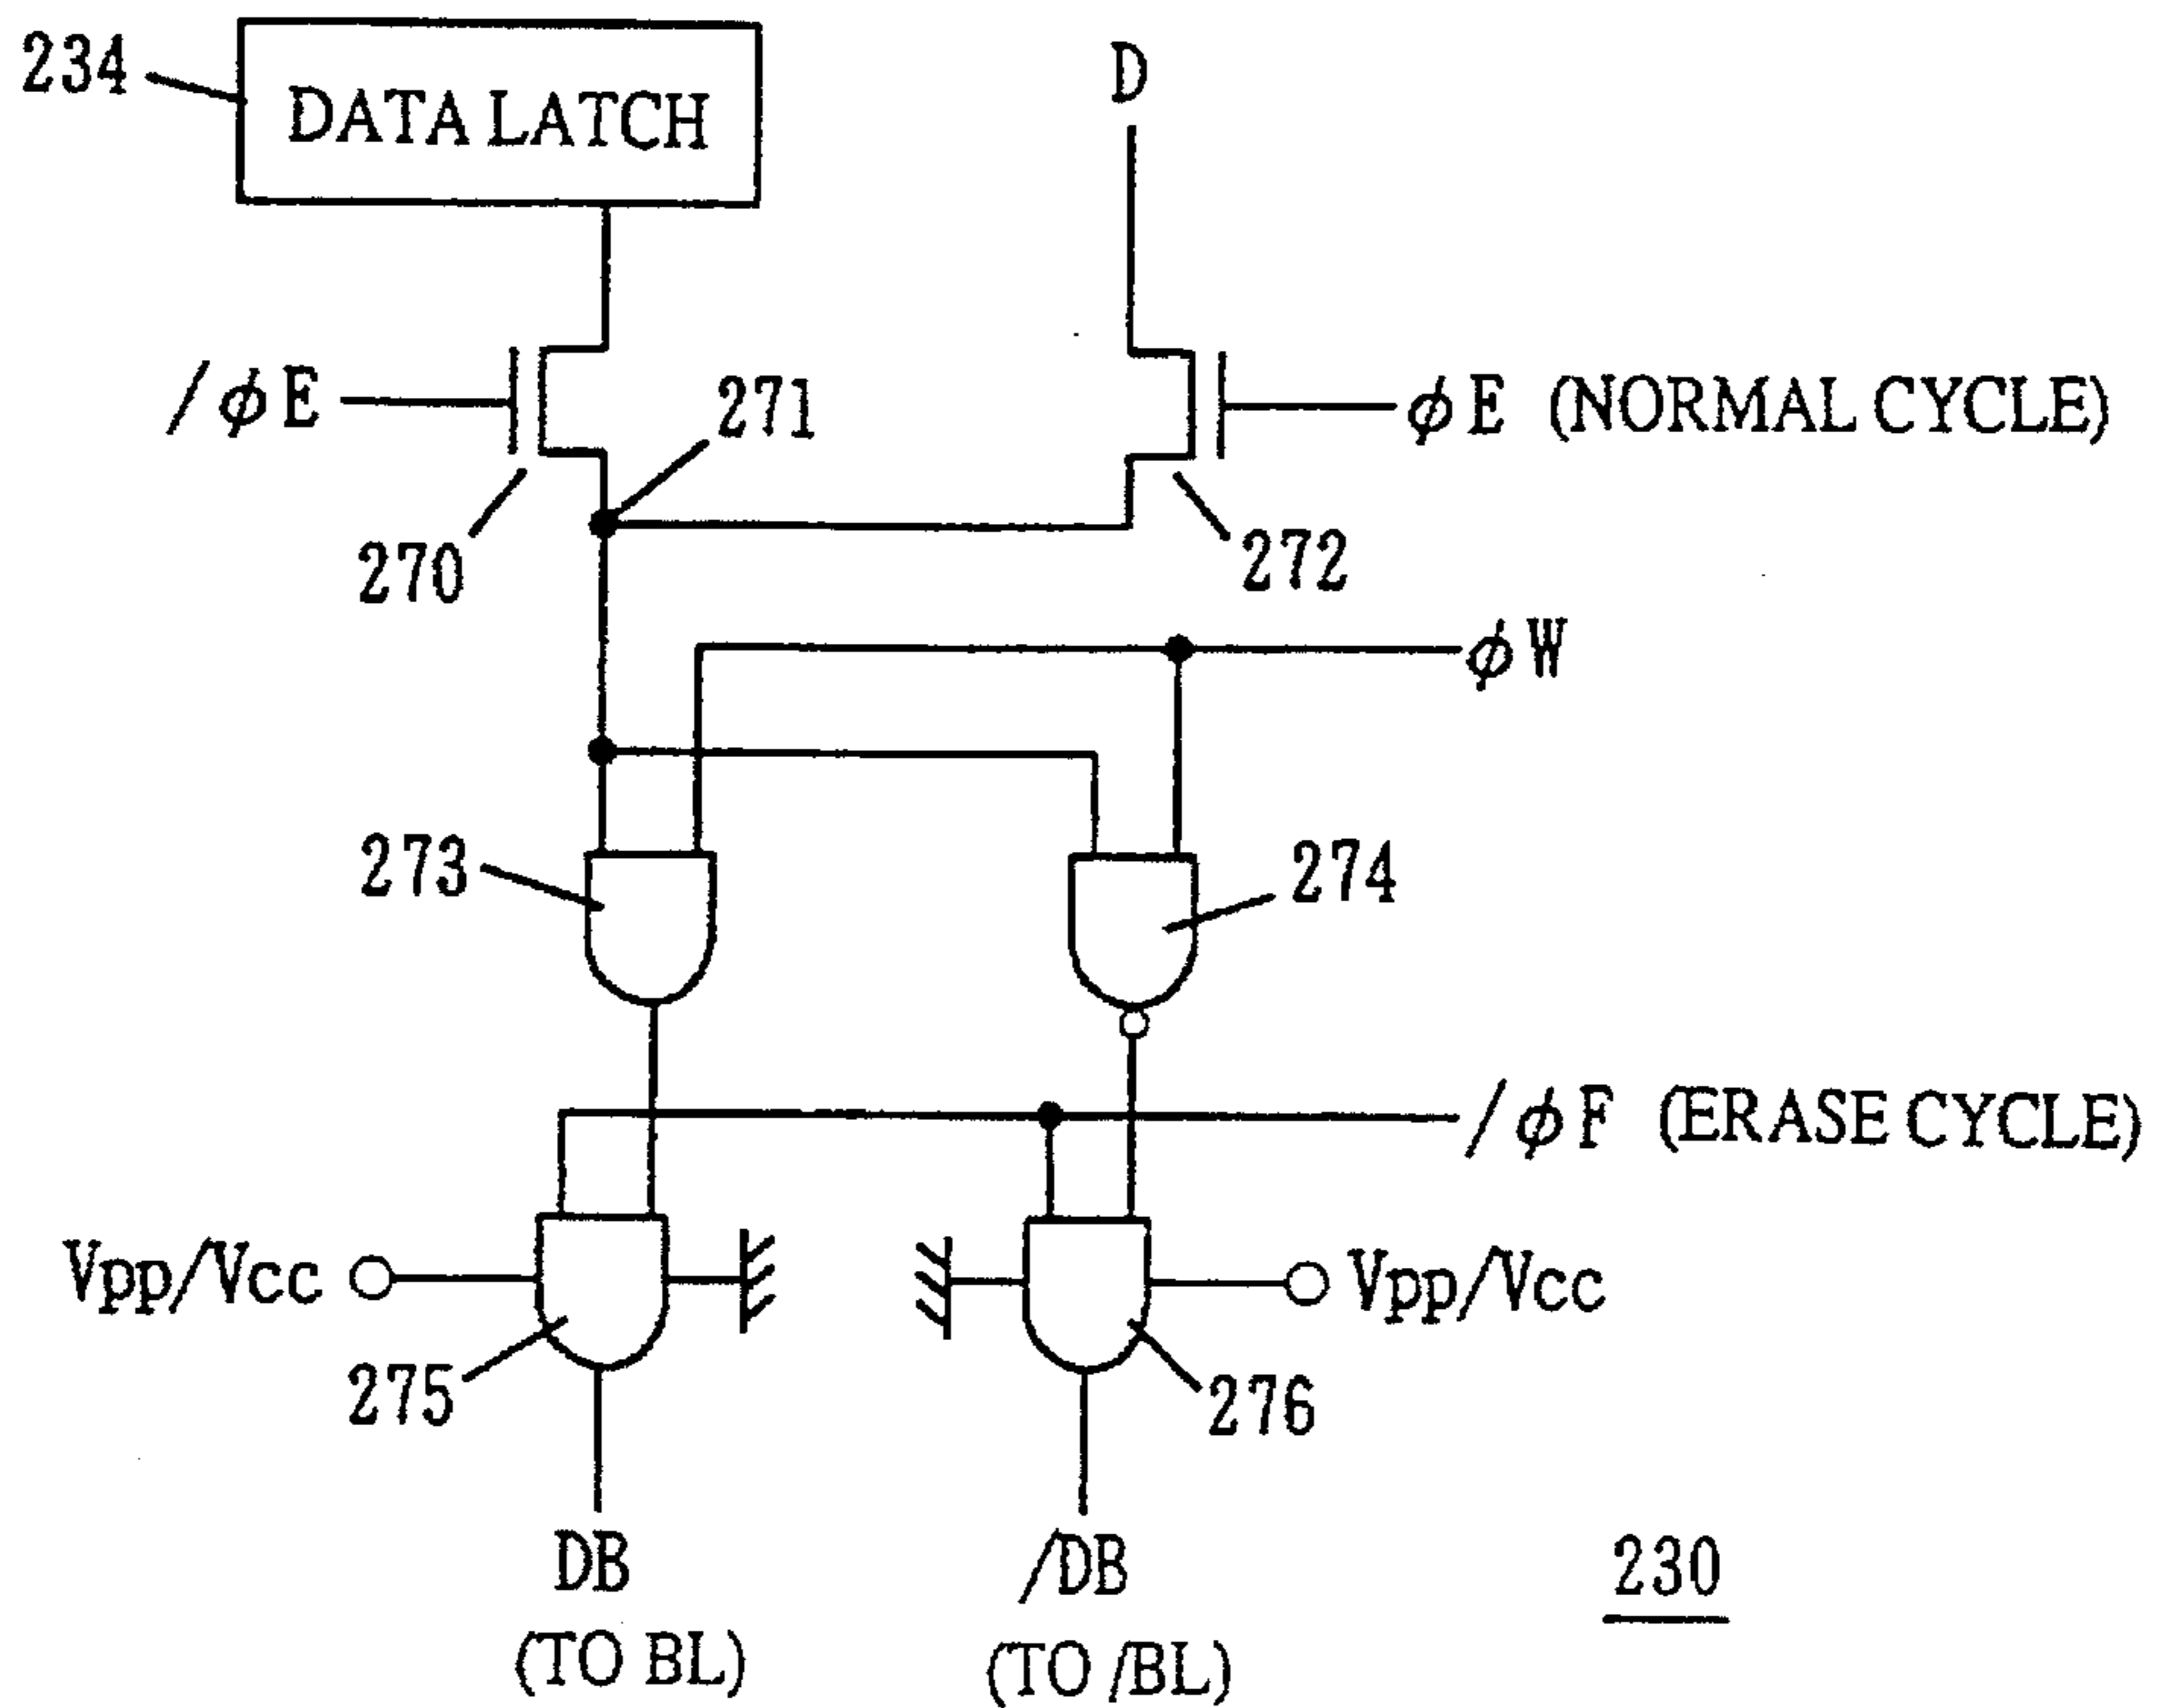 234
DATA LATCH
D
/φE
271
φE (NORMAL CYCLE)
270
272
φW
273
274
/φF (ERASE CYCLE)
Vpp/Vcc
Vpp/Vcc
275
276
DB
(TO BL)
/DB
(TO /BL)
230